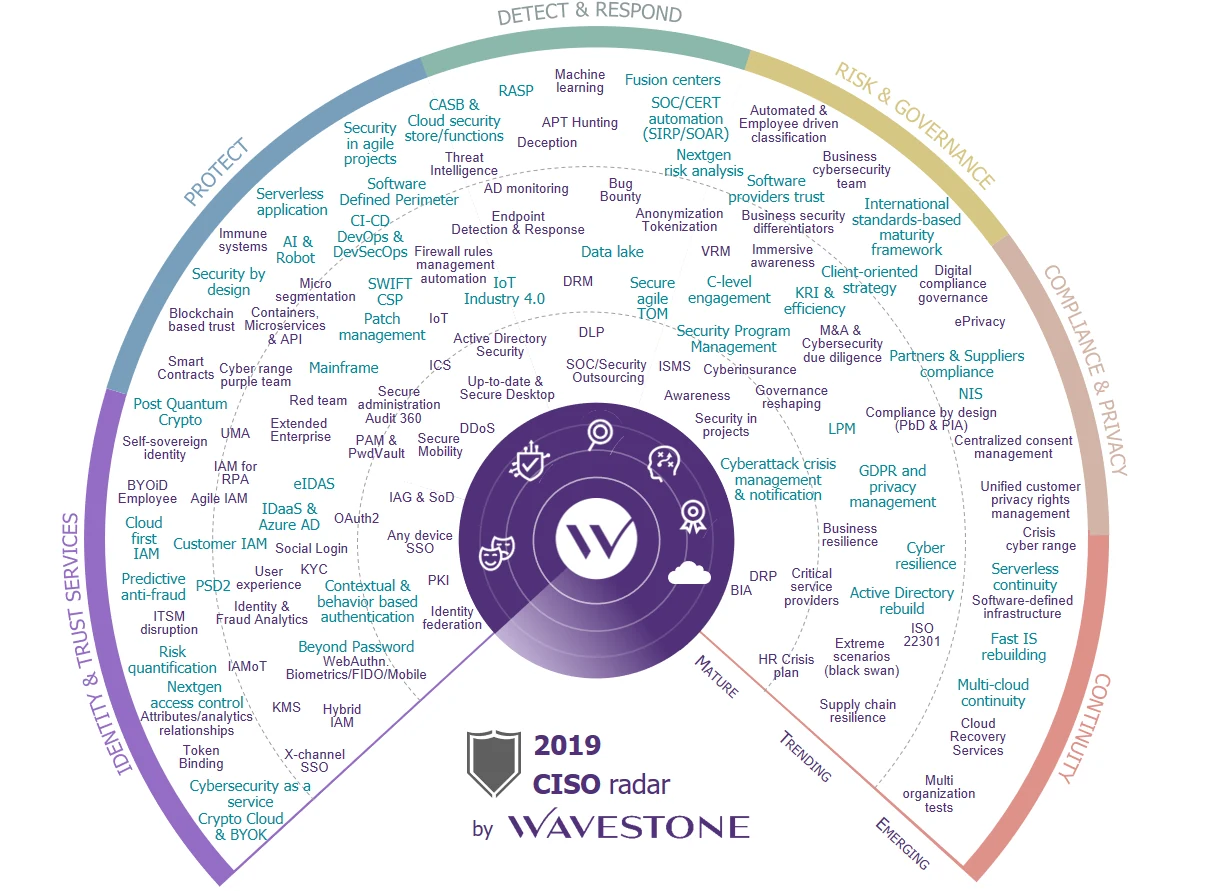 DETECT & RESPOND
RISK & GOVERNANCE
COMPLIANCE & PRIVACY
CONTINUITY
PROTECT
IDENTITY & TRUST SERVICES
Machine
learning
Fusion centers
RASP
CASB &
Cloud security
store/functions
SOC/CERT
automation
(SIRP/SOAR)
Automated &
Employee driven
classification
Security
in agile
projects
APT Hunting
Deception
Threat
Intelligence
Nextgen
risk analysis
Business
cybersecurity
team
Software
Defined Perimeter
AD monitoring
Bug
Bounty
Software
providers trust
Serverless
application
International
standards-based
maturity
framework
CI-CD
DevOps &
DevSecOps
Endpoint
Detection & Response
Anonymization
Tokenization
Business security
differentiators
Immune
systems
AI &
Robot
Firewall rules
management
automation
Data lake
VRM
Immersive
awareness
Security by
design
Micro
segmentation
SWIFT
CSP
IoT
Industry 4.0
DRM
Secure
agile
TOM
C-level
engagement
KRI &
efficiency
Client-oriented
strategy
Digital
compliance
governance
Blockchain
based trust
Containers,
Microservices
& API
Patch
management
IoT
Active Directory
Security
DLP
Security Program
Management
M&A &
Cybersecurity
due diligence
ePrivacy
Smart
Contracts
Cyber range
purple team
Mainframe
ICS
SOC/Security
Outsourcing
ISMS
Cyberinsurance
Partners & Suppliers
compliance
Up-to-date &
Secure Desktop
Awareness
Governance
reshaping
NIS
Post Quantum
Crypto
Red team
Secure
administration
Audit 360
Compliance by design
(PbD & PIA)
Self-sovereign
identity
UMA
Extended
Enterprise
PAM &
PwdVault
Secure
Mobility
DDoS
Security in
projects
LPM
Centralized consent
management
IAM for
RPA
Cyberattack crisis
management
& notification
GDPR and
privacy
management
BYOiD
Employee
Agile IAM
eIDAS
IAG & SoD
Unified customer
privacy rights
management
Cloud
first
IAM
Customer IAM
IDaaS &
Azure AD
OAuth2
Social Login
Any device
SSO
Business
resilience
Cyber
resilience
Crisis
cyber range
Predictive
anti-fraud
PSD2
User
experience
KYC
Contextual &
behavior based
authentication
PKI
DRP
BIA
Critical
service
providers
Active Directory
rebuild
Serverless
continuity
Software-defined
infrastructure
ITSM
disruption
Identity &
Fraud Analytics
Identity
federation
ISO
22301
Fast IS
rebuilding
Risk
quantification
IAMoT
Beyond Password
WebAuthn.
Biometrics/FIDO/Mobile
HR Crisis
plan
Extreme
scenarios
(black swan)
Nextgen
access control
Attributes/analytics
relationships
KMS
Hybrid
IAM
Supply chain
resilience
Multi-cloud
continuity
Token
Binding
X-channel
SSO
Cloud
Recovery
Services
Cybersecurity as a
service
Crypto Cloud
& BYOK
Multi
organization
tests
MATURE
TRENDING
EMERGING
W
2019
CISO radar
by WAVESTONE